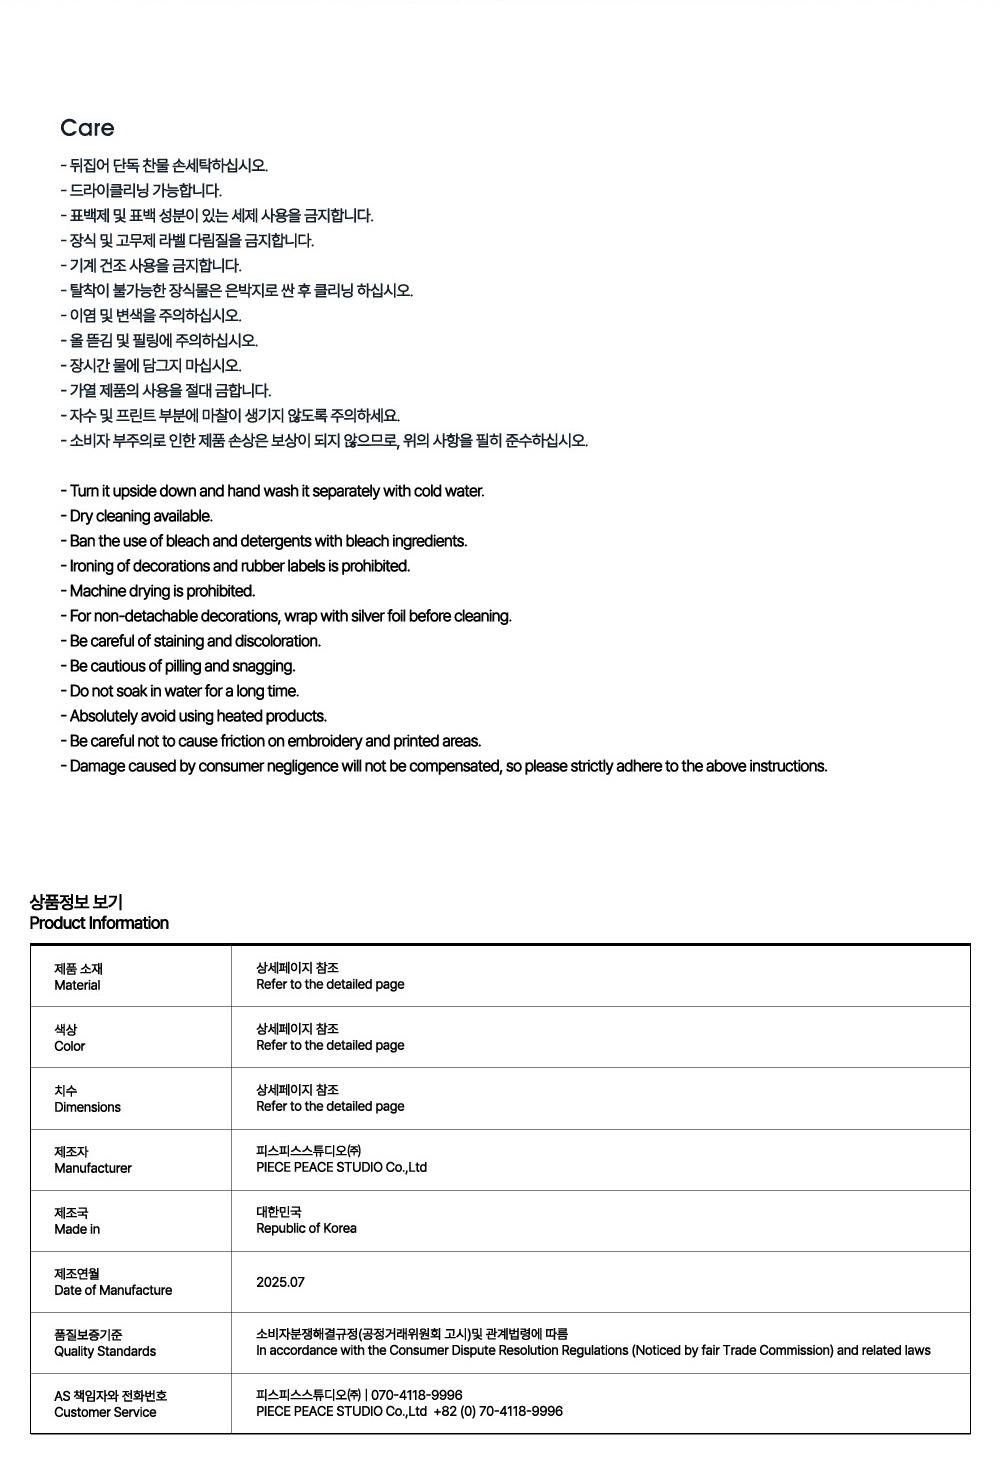 Care
- 뒤집어 단독 찬물 손세탁하십시오.
- 드라이클리닝 가능합니다.
- 표백제 및 표백 성분이 있는 세제 사용을 금지합니다.
- 장식 및 고무제 라벨 다림질을 금지합니다.
- 기계 건조 사용을 금지합니다.
- 탈착이 불가능한 장식물은 은박지로 싼 후 클리닝 하십시오.
- 이염 및 변색을 주의하십시오.
- 올 뜯김 및 필링에 주의하십시오.
- 장시간 물에 담그지 마십시오.
- 가열 제품의 사용을 절대 금합니다.
- 자수 및 프린트 부분에 마찰이 생기지 않도록 주의하세요.
- 소비자 부주의로 인한 제품 손상은 보상이 되지 않으므로, 위의 사항을 필히 준수하십시오.
- Turn it upside down and hand wash it separately with cold water.
- Dry cleaning available.
- Ban the use of bleach and detergents with bleach ingredients.
- Ironing of decorations and rubber labels is prohibited.
- Machine drying is prohibited.
- For non-detachable decorations, wrap with silver foil before cleaning.
- Be careful of staining and discoloration.
- Be cautious of pilling and snagging.
- Do not soak in water for a long time.
- Absolutely avoid using heated products.
- Be careful not to cause friction on embroidery and printed areas.
- Damage caused by consumer negligence will not be compensated, so please strictly adhere to the above instructions.
상품정보 보기
Product Information
제품 소재
Material
상세페이지 참조
Refer to the detailed page
색상
Color
상세페이지 참조
Refer to the detailed page
치수
Dimensions
상세페이지 참조
Refer to the detailed page
제조자
Manufacturer
피스피스스튜디오㈜
PIECE PEACE STUDIO Co.,Ltd
제조국
Made in
대한민국
Republic of Korea
제조연월
Date of Manufacture
2025.07
품질보증기준
Quality Standards
소비자분쟁해결규정(공정거래위원회 고시)및 관계법령에 따름
In accordance with the Consumer Dispute Resolution Regulations (Noticed by fair Trade Commission) and related laws
AS 책임자와 전화번호
Customer Service
피스피스스튜디오㈜ | 070-4118-9996
PIECE PEACE STUDIO Co.,Ltd +82 (0) 70-4118-9996